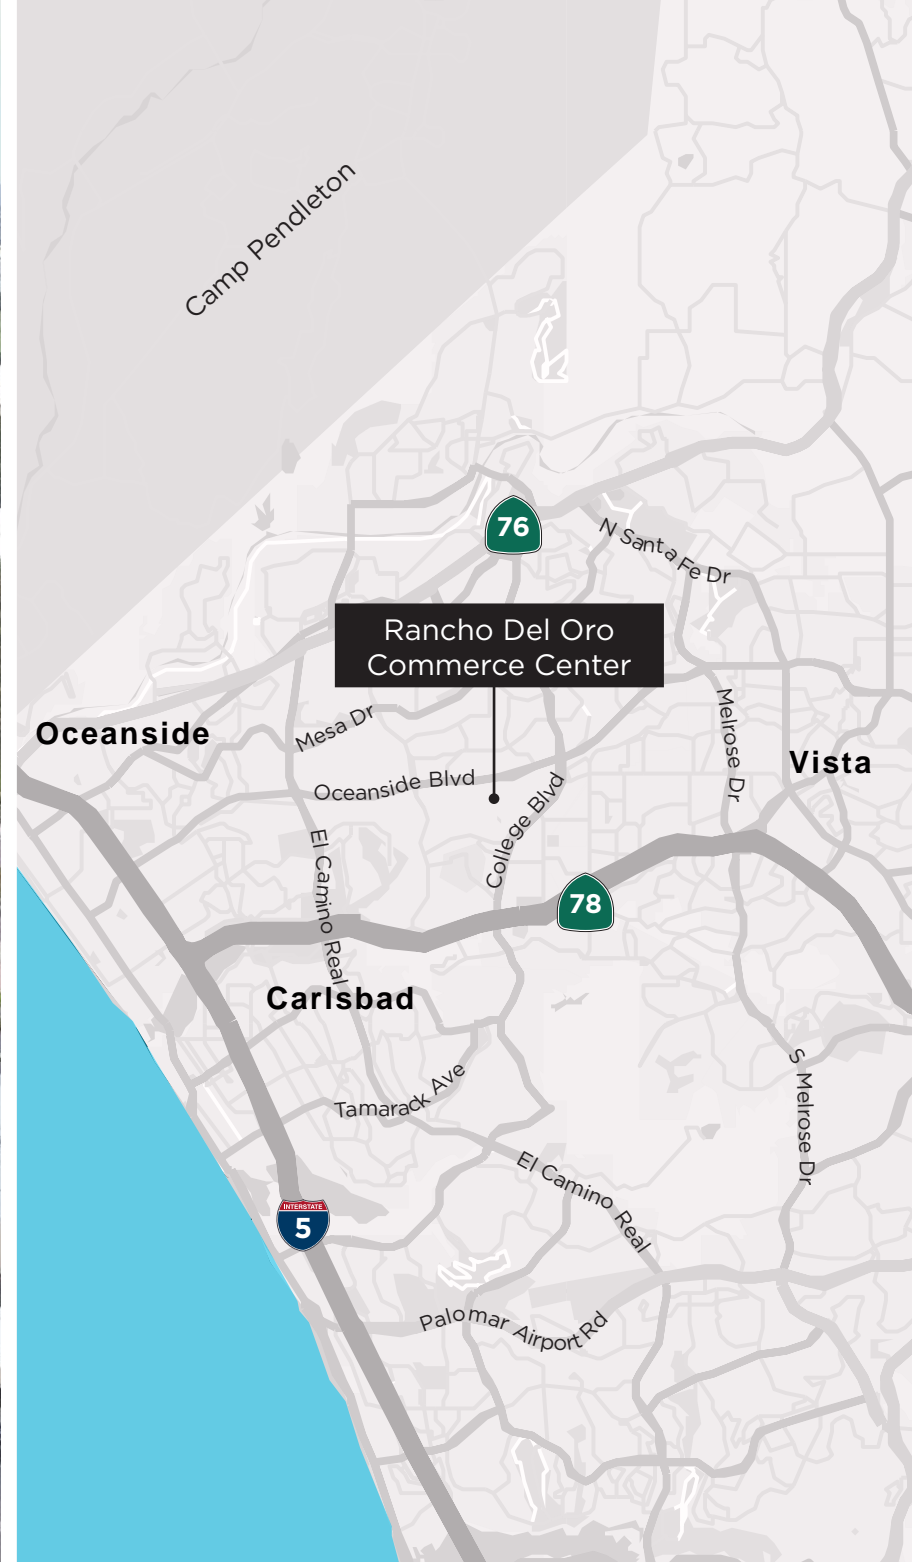 Camp Pendleton
76
N Santa Fe Dr
Rancho Del Oro
Commerce Center
Mesa Dr
Oceanside
Melrose Dr
Vista
Oceanside Blvd
College Blvd
El Camino Real
78
Carlsbad
Tamarack Ave
S Melrose Dr
El Camino Real
INTERSTATE
5
Palomar Airport Rd